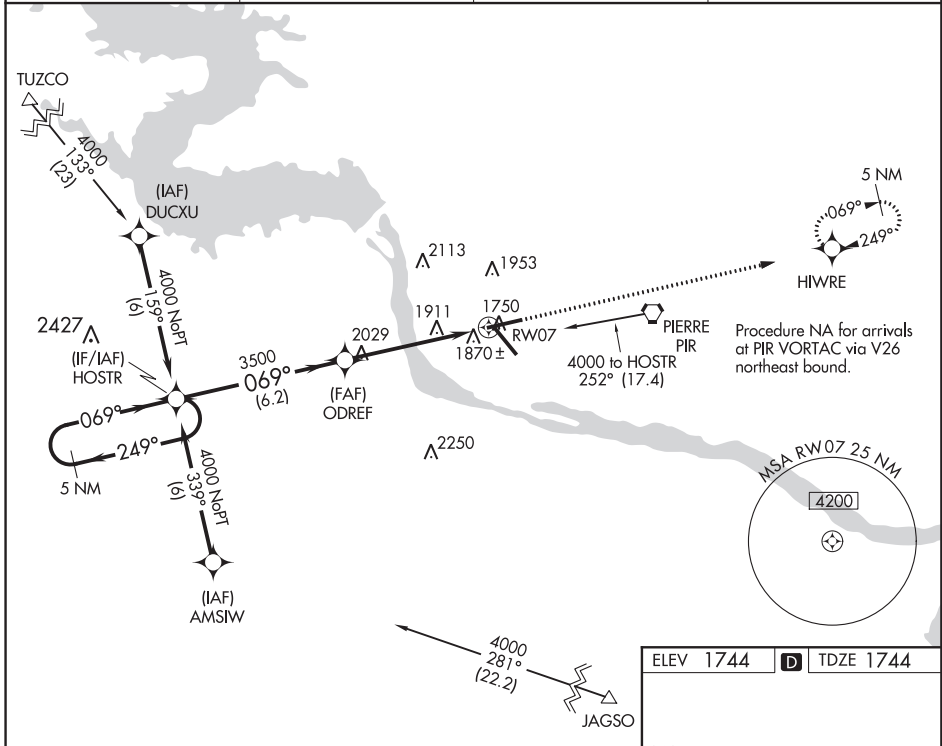 TUZCO
4000
133°
(23)
(IAF)
DUCXU
4000 NoPT
159°
(6)
2427
(IF/IAF)
HOSTR
069°
249°
5 NM
4000 NoPT
339°
(6)
(IAF)
AMSIW
3500
069°
(6.2)
(FAF)
ODREF
2029
2113
1953
1911
1750
1870±
RW07
2250
4000 to HOSTR
252° (17.4)
PIERRE
PIR
5 NM
069°
249°
HIWRE
Procedure NA for arrivals
at PIR VORTAC via V26
northeast bound.
MSA RW07 25 NM
4200
4000
281°
(22.2)
JAGSO
ELEV 1744 D TDZE 1744